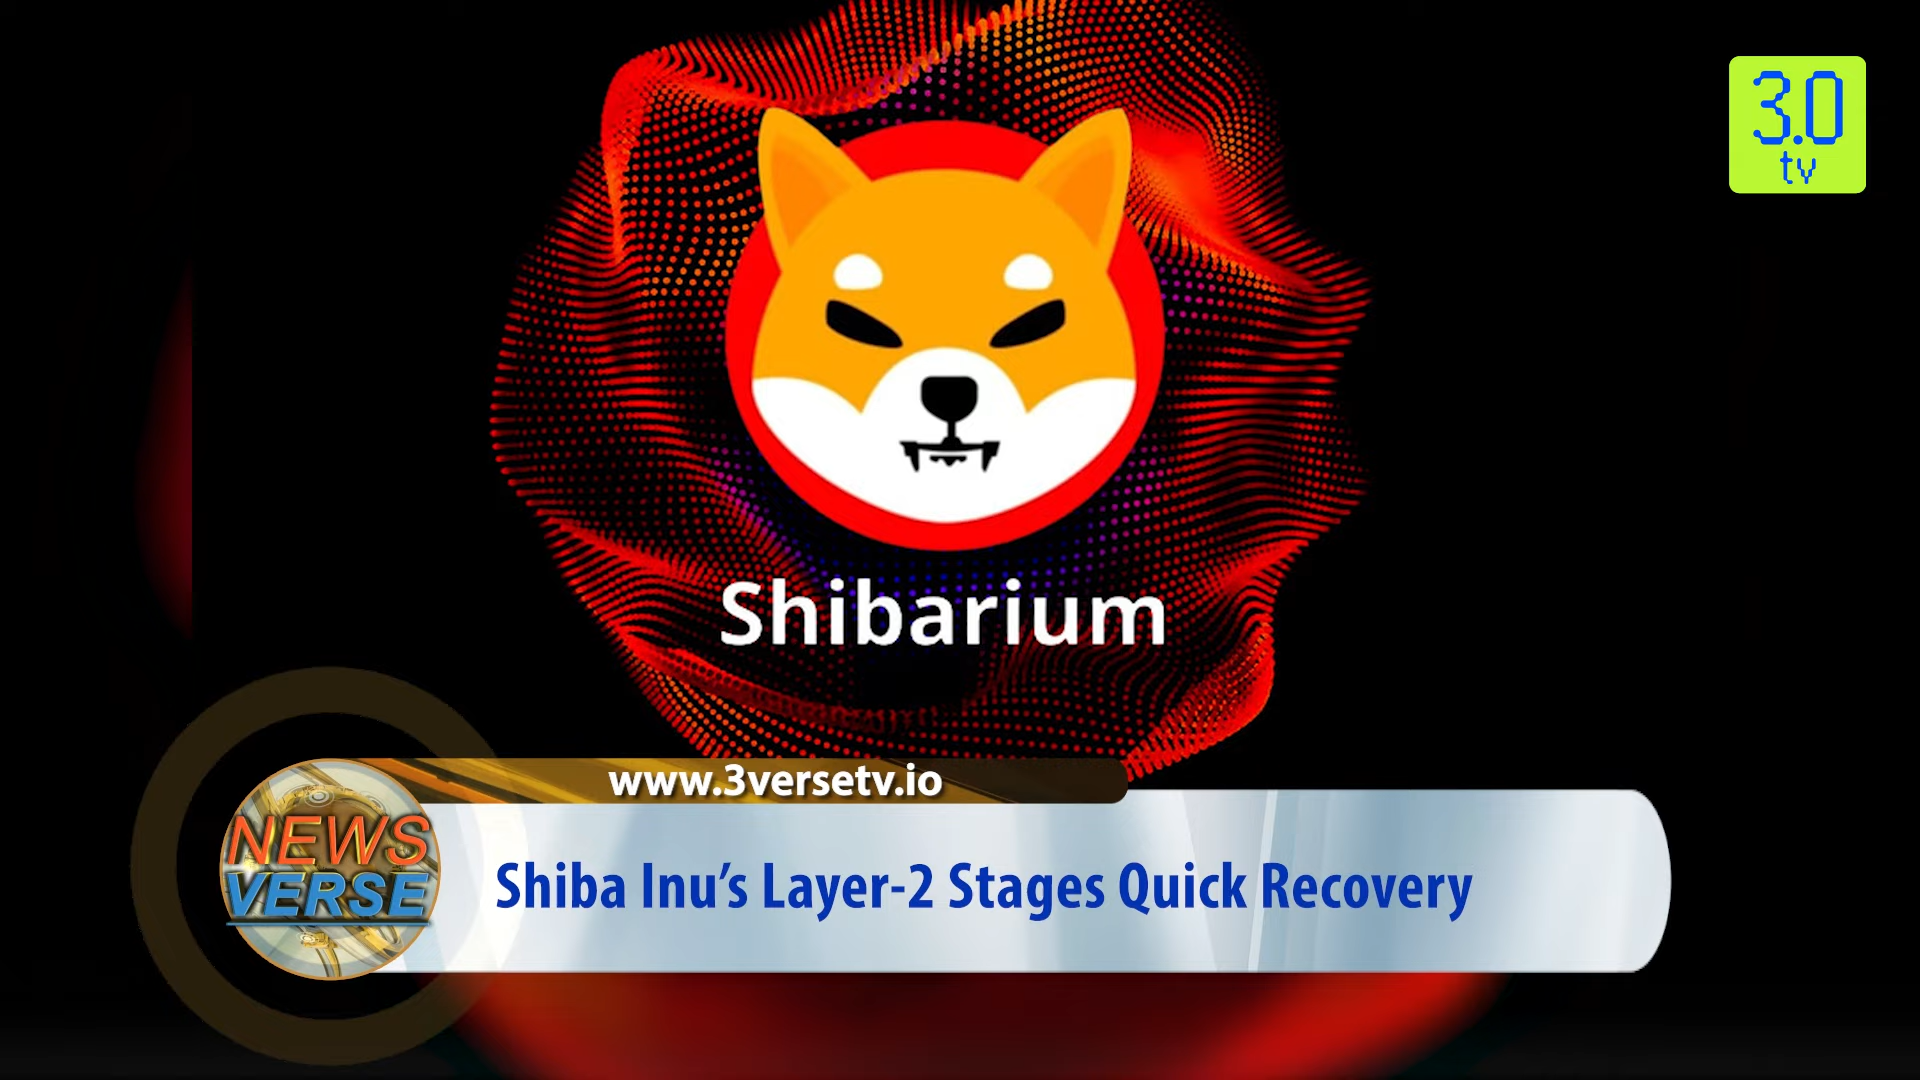 3.0
tv
Shibarium
www.3versetv.io
NEWS
VERSE
Shiba Inu’s Layer-2 Stages Quick Recovery